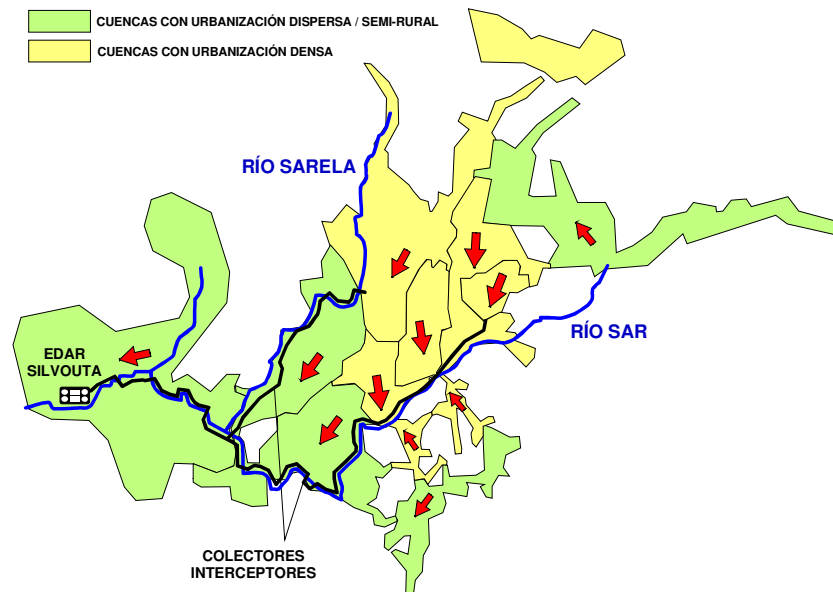 CUENCAS CON URBANIZACIÓN DISPERSA / SEMI-RURAL
CUENCAS CON URBANIZACIÓN DENSA
RÍO SARELA
RÍO SAR
EDAR
SILVOUTA
COLECTORES
INTERCEPTORES